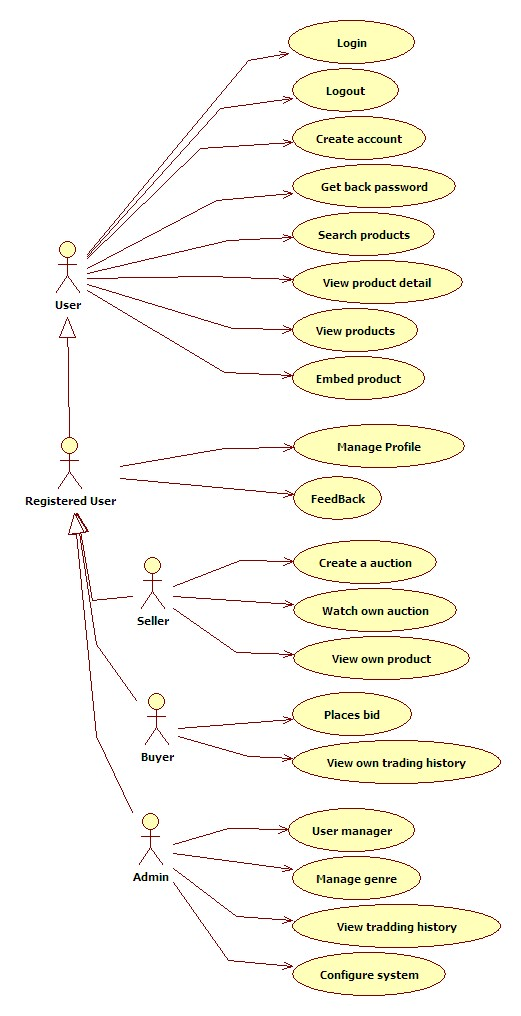 Login
Logout
Create account
Get back password
Search products
View product detail
User
View products
Embed product
Manage Profile
Registered User
FeedBack
Create a auction
Watch own auction
Seller
View own product
Places bid
Buyer
View own trading history
User manager
Admin
Manage genre
View tradding history
Configure system